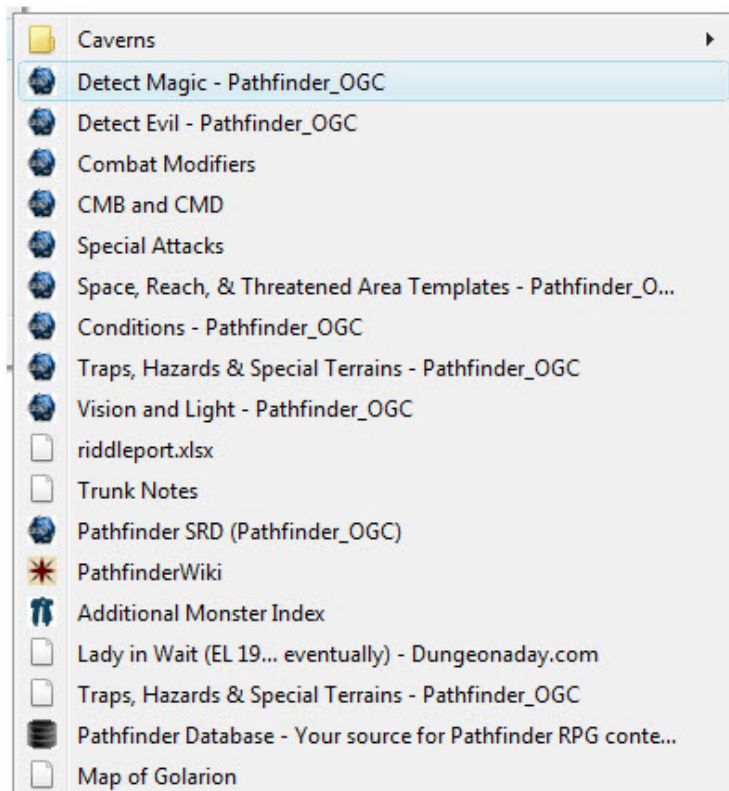 Caverns
Detect Magic - Pathfinder_OGC
Detect Evil - Pathfinder_OGC
Combat Modifiers
CMB and CMD
Special Attacks
Space, Reach, & Threatened Area Templates - Pathfinder_O...
Conditions - Pathfinder_OGC
Traps, Hazards & Special Terrains - Pathfinder_OGC
Vision and Light - Pathfinder_OGC
riddleport.xlsx
Trunk Notes
Pathfinder SRD (Pathfinder_OGC)
PathfinderWiki
Additional Monster Index
Lady in Wait (EL 19... eventually) - Dungeonaday.com
Traps, Hazards & Special Terrains - Pathfinder_OGC
Pathfinder Database - Your source for Pathfinder RPG conte...
Map of Golarion